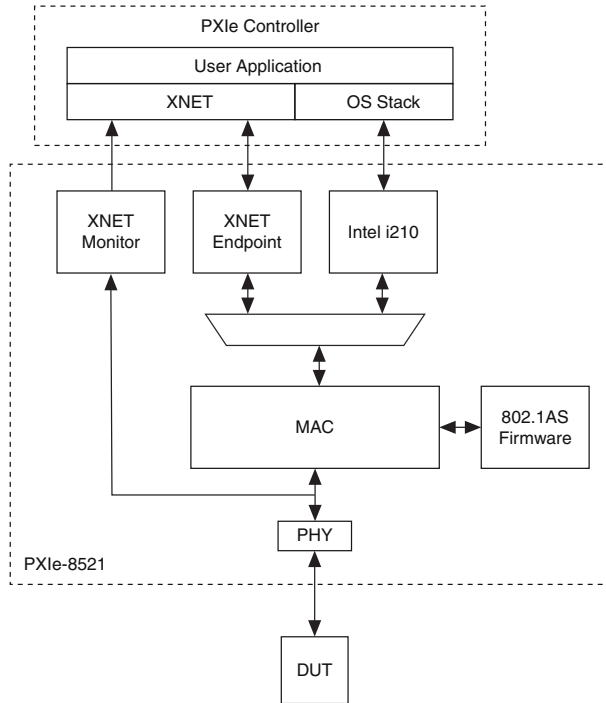 PXIe Controller
User Application
XNET
OS Stack
XNET
Monitor
XNET
Endpoint
Intel i210
MAC
802.1AS
Firmware
PHY
PXIe-8521
DUT